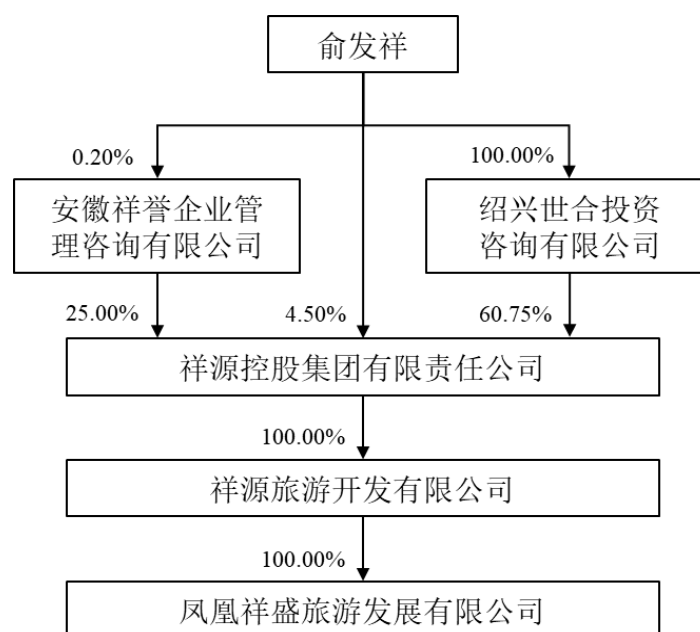 俞发祥
0.20%
100.00%
安徽祥誉企业管
理咨询有限公司
绍兴世合投资
咨询有限公司
25.00%
4.50%
60.75%
祥源控股集团有限责任公司
100.00%
祥源旅游开发有限公司
100.00%
凤凰祥盛旅游发展有限公司